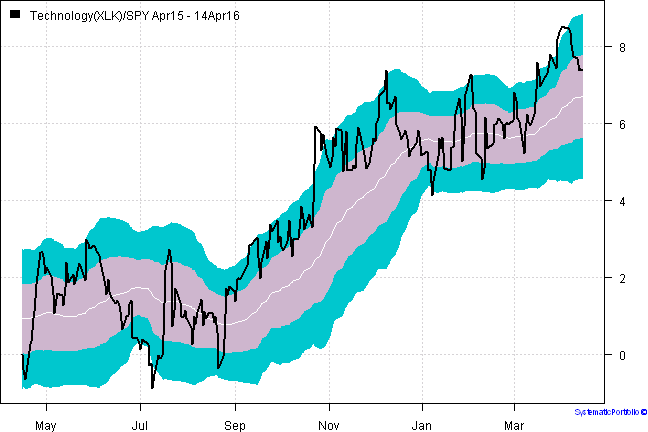 Technology(XLK)/SPY Apr15 - 14Apr16
8
6
4
2
0
May Jul Sep Nov Jan Mar
SystematicPortfolio ©